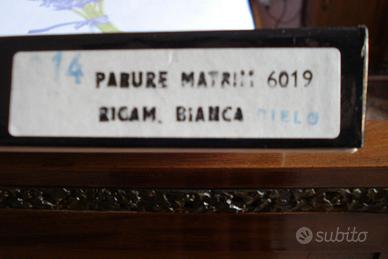 14 PARURE MATRIM 6019
RICAM. BIANCA CIELO
subito